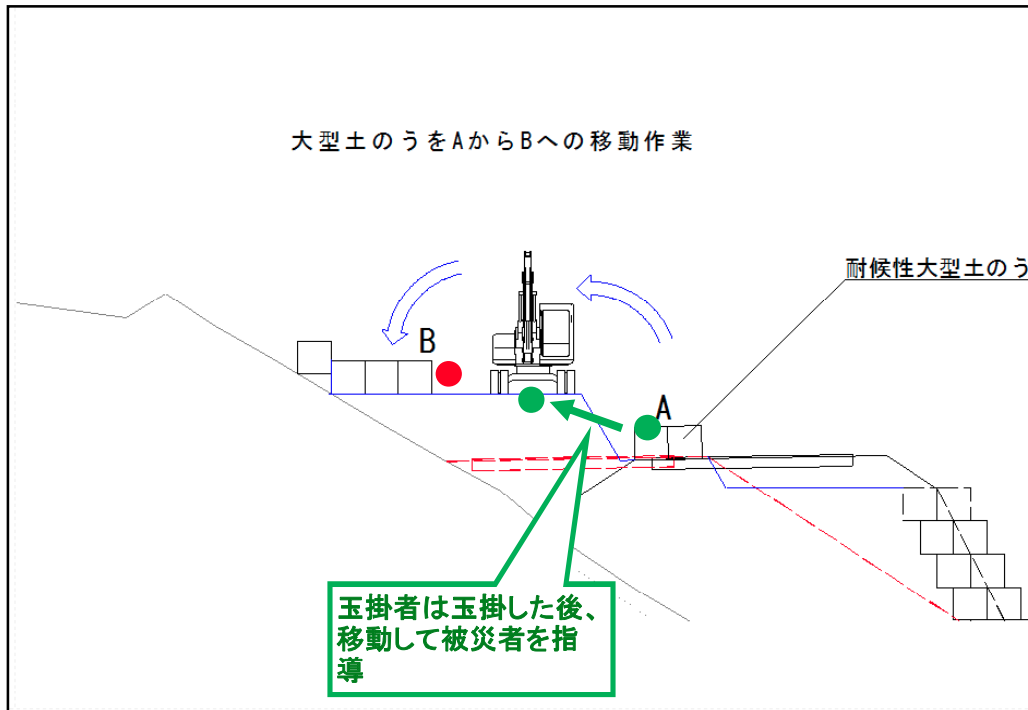 大型土のうをAからBへの移動作業
耐候性大型土のう
B
A
玉掛者は玉掛した後、
移動して被災者を指
導